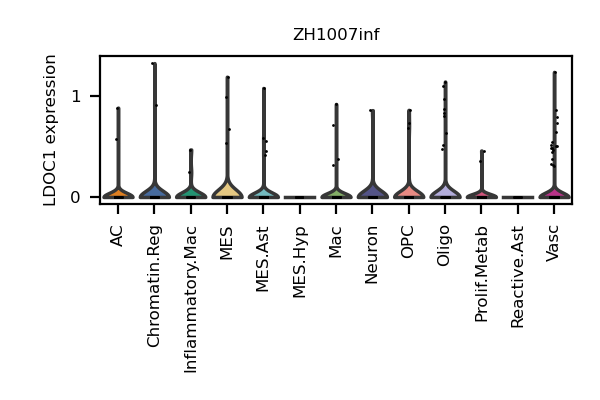 ZH1007inf
LDOC1 expression
1
0
AC
Chromatin.Reg
Inflammatory.Mac
MES
MES.Ast
MES.Hyp
Mac
Neuron
OPC
Oligo
Prolif.Metab
Reactive.Ast
Vasc